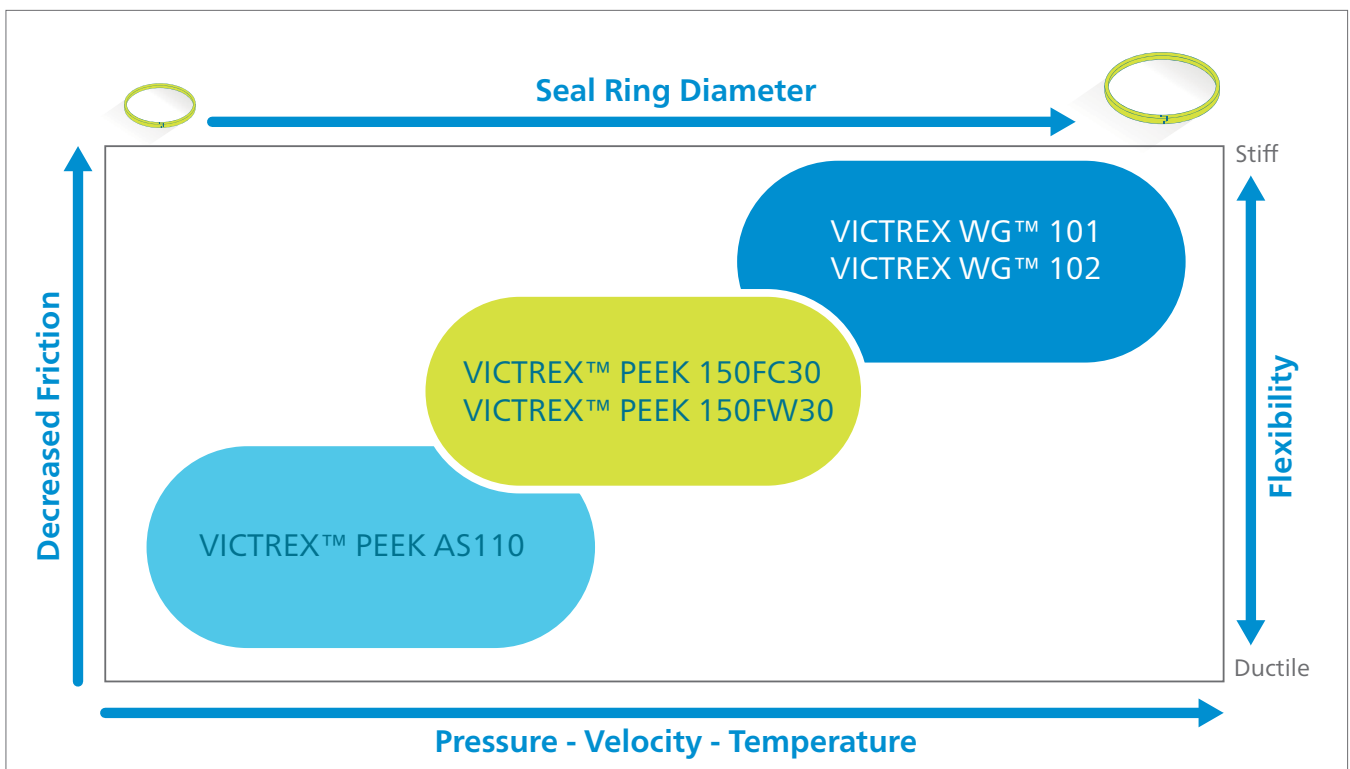 Seal Ring Diameter
Stiff
VICTREX WG™ 101
VICTREX WG™ 102
Decreased Friction
VICTREX™ PEEK 150FC30
VICTREX™ PEEK 150FW30
Flexibility
VICTREX™ PEEK AS110
Ductile
Pressure - Velocity - Temperature